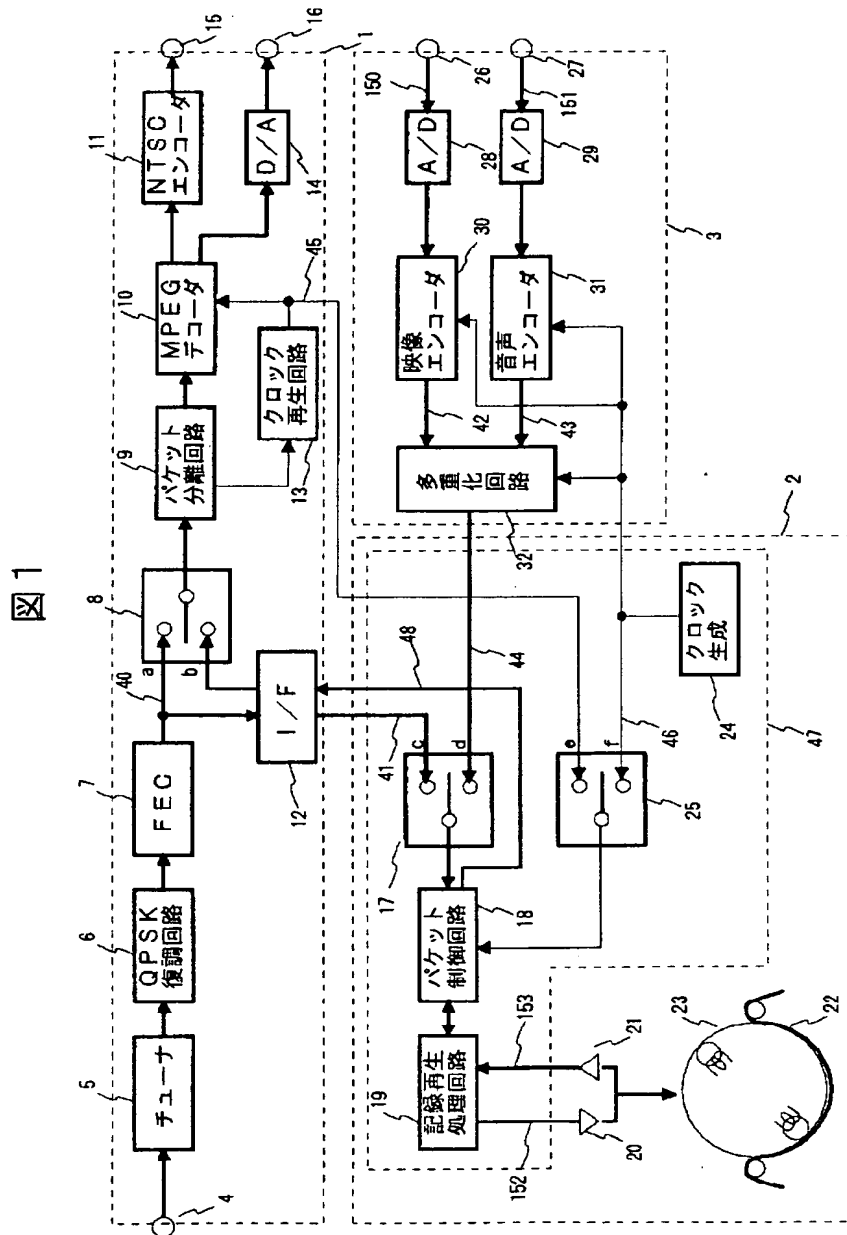 図1
4
5
チューナ
6
QPSK
復調回路
7
FEC
40
a
b
8
9
パケット
分離回路
10
MPEG
デコーダ
11
NTSC
エンコーダ
15
16
D/A
14
45
クロック
再生回路
13
I/F
12
1
41
48
17
c
d
44
19
記録再生
処理回路
パケット
制御回路
18
153
152
20
21
22
23
e
f
25
46
クロック
生成
24
47
2
多重化回路
32
42
43
映像
エンコーダ
30
音声
エンコーダ
31
A/D
28
A/D
29
150
26
151
27
3